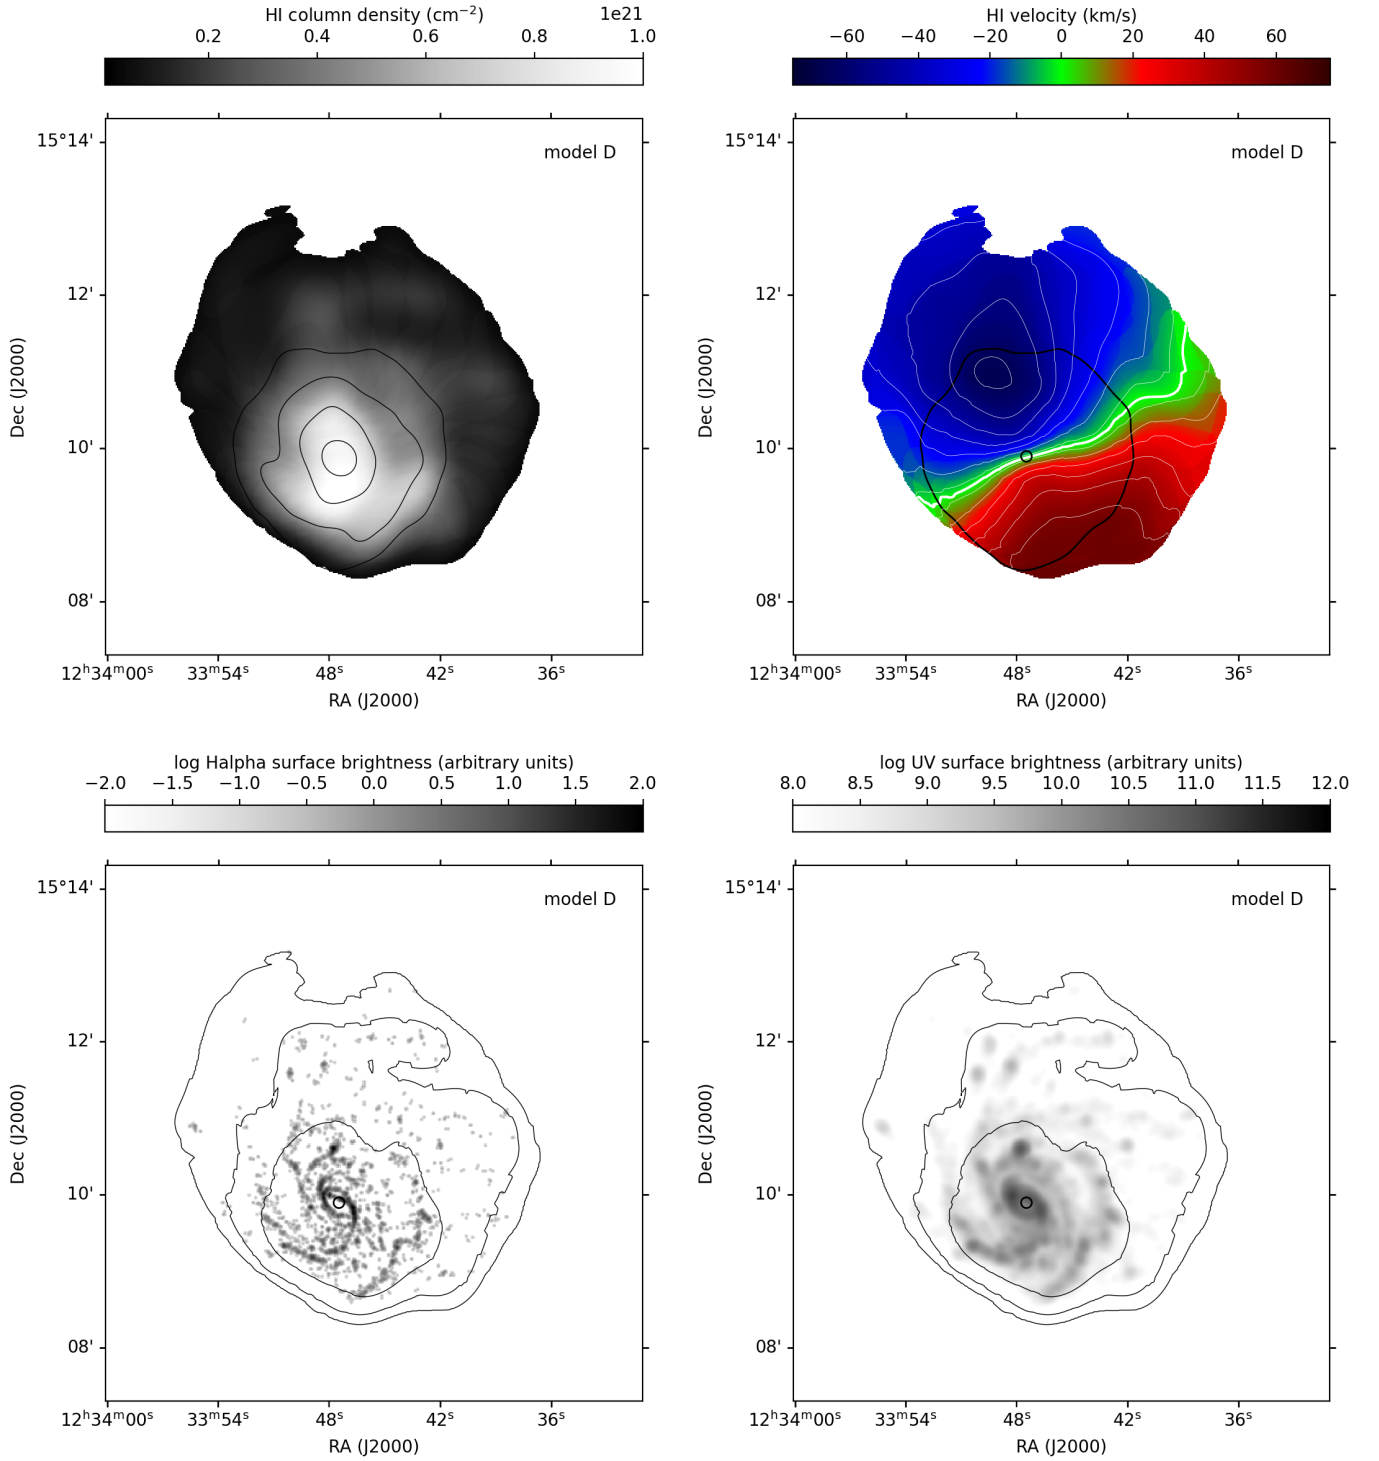 HI column density (cm⁻²)
1e21
0.2 0.4 0.6 0.8 1.0
model D
15°14'
12'
10'
08'
Dec (J2000)
12ʰ34ᵐ00ˢ 33ᵐ54ˢ 48ˢ 42ˢ 36ˢ
RA (J2000)
HI velocity (km/s)
−60 −40 −20 0 20 40 60
model D
15°14'
12'
10'
08'
Dec (J2000)
12ʰ34ᵐ00ˢ 33ᵐ54ˢ 48ˢ 42ˢ 36ˢ
RA (J2000)
log Halpha surface brightness (arbitrary units)
−2.0 −1.5 −1.0 −0.5 0.0 0.5 1.0 1.5 2.0
model D
15°14'
12'
10'
08'
Dec (J2000)
12ʰ34ᵐ00ˢ 33ᵐ54ˢ 48ˢ 42ˢ 36ˢ
RA (J2000)
log UV surface brightness (arbitrary units)
8.0 8.5 9.0 9.5 10.0 10.5 11.0 11.5 12.0
model D
15°14'
12'
10'
08'
Dec (J2000)
12ʰ34ᵐ00ˢ 33ᵐ54ˢ 48ˢ 42ˢ 36ˢ
RA (J2000)